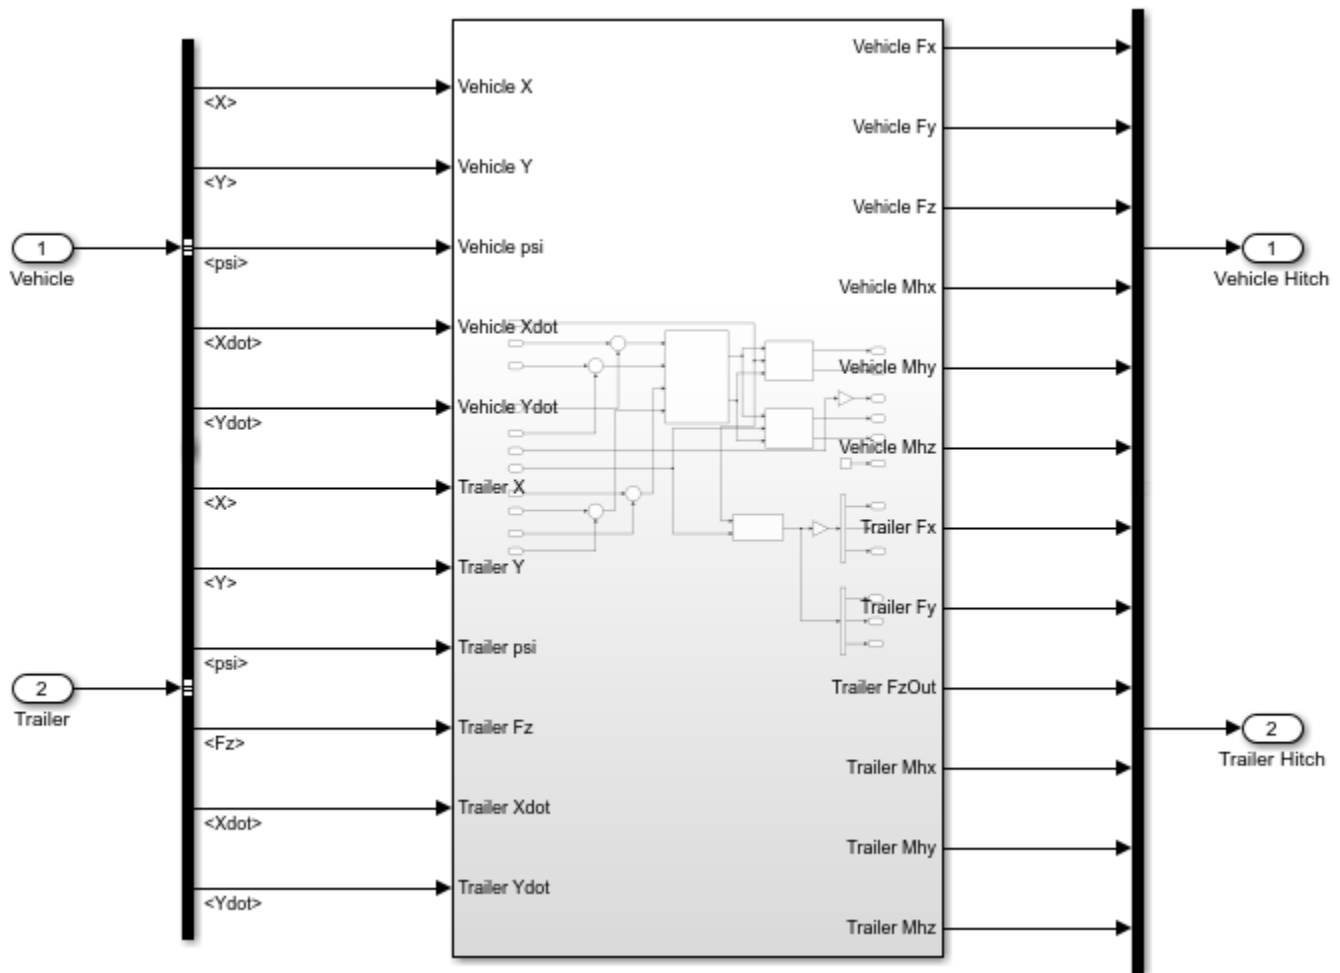 1
Vehicle
2
Trailer
<X>
<Y>
<psi>
<Xdot>
<Ydot>
<X>
<Y>
<psi>
<Fz>
<Xdot>
<Ydot>
Vehicle X
Vehicle Y
Vehicle psi
Vehicle Xdot
Vehicle Ydot
Trailer X
Trailer Y
Trailer psi
Trailer Fz
Trailer Xdot
Trailer Ydot
Vehicle Fx
Vehicle Fy
Vehicle Fz
Vehicle Mhx
Vehicle Mhy
Vehicle Mhz
Trailer Fx
Trailer Fy
Trailer FzOut
Trailer Mhx
Trailer Mhy
Trailer Mhz
1
Vehicle Hitch
2
Trailer Hitch